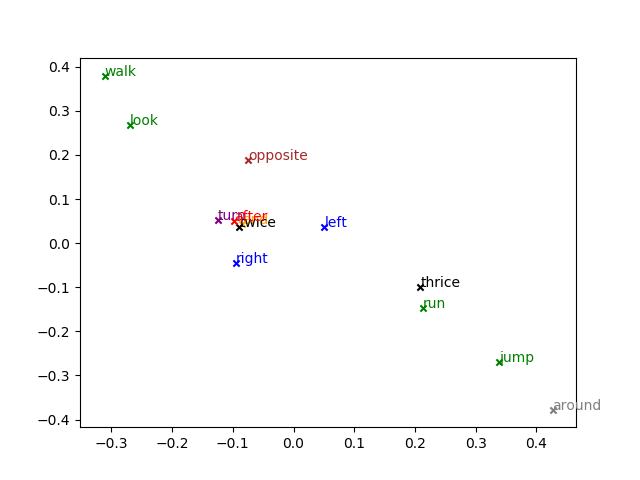 0.4
walk
0.3
look
0.2
opposite
0.1
turn
after
twice
left
0.0
right
−0.1
thrice
run
−0.2
jump
−0.3
around
−0.4
−0.3 −0.2 −0.1 0.0 0.1 0.2 0.3 0.4